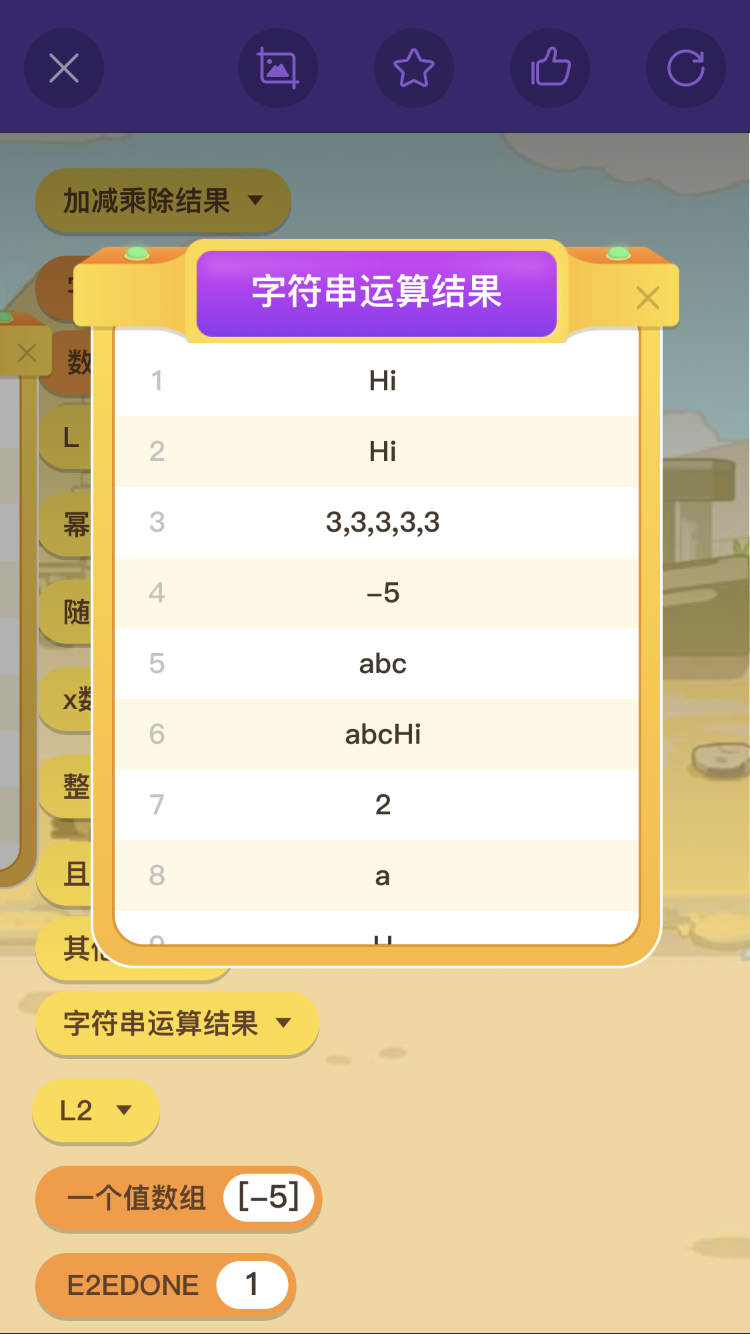 加减乘除结果
字符串运算结果
数
1 Hi
L
2 Hi
幂
3 3,3,3,3,3
随
4 -5
5 abc
x数
6 abcHi
整
7 2
且
8 a
其他
9 H
字符串运算结果
L2
一个值数组 [-5]
E2EDONE 1